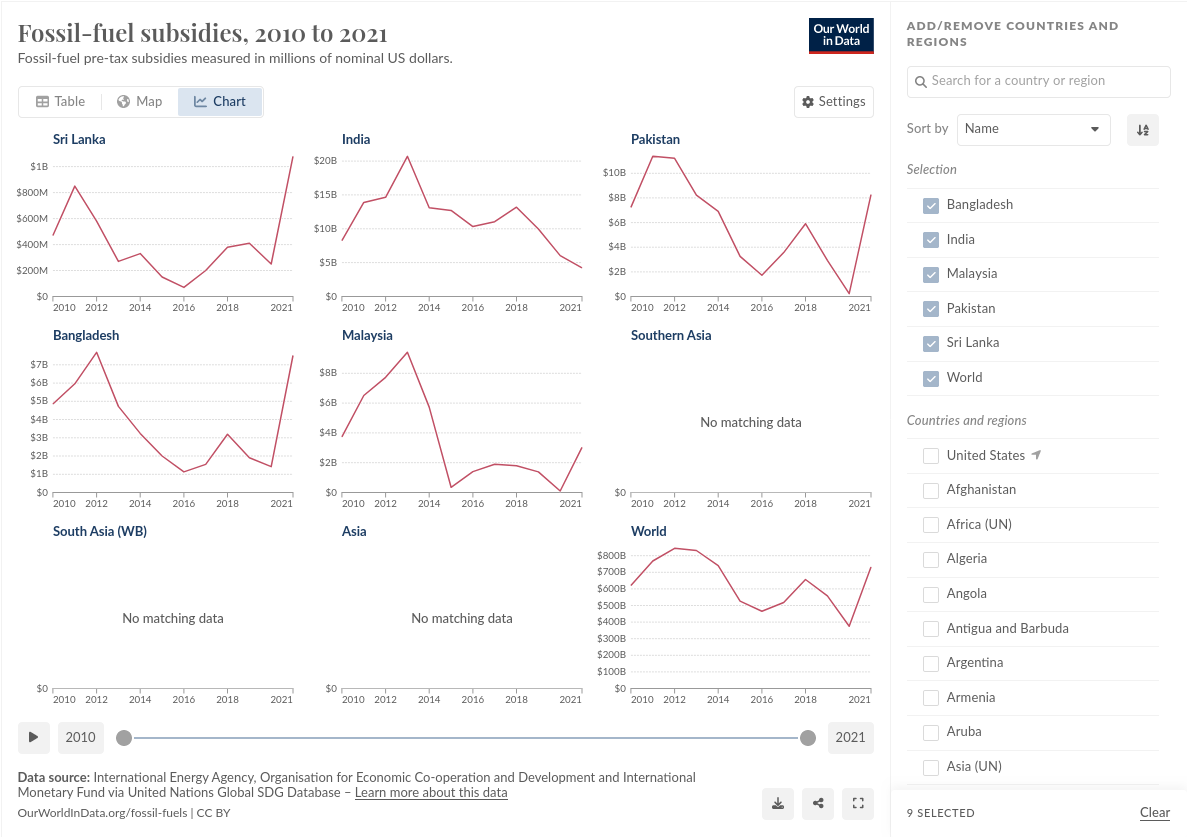 Fossil-fuel subsidies, 2010 to 2021
Fossil-fuel pre-tax subsidies measured in millions of nominal US dollars.
Our World
in Data
Table
Map
Chart
Settings
Sri Lanka
$1B
$800M
$600M
$400M
$200M
$0
2010 2012 2014 2016 2018 2021
India
$20B
$15B
$10B
$5B
$0
2010 2012 2014 2016 2018 2021
Pakistan
$10B
$8B
$6B
$4B
$2B
$0
2010 2012 2014 2016 2018 2021
Bangladesh
$7B
$6B
$5B
$4B
$3B
$2B
$1B
$0
2010 2012 2014 2016 2018 2021
Malaysia
$8B
$6B
$4B
$2B
$0
2010 2012 2014 2016 2018 2021
Southern Asia
No matching data
$0
2010 2012 2014 2016 2018 2021
South Asia (WB)
No matching data
$0
2010 2012 2014 2016 2018 2021
Asia
No matching data
$0
2010 2012 2014 2016 2018 2021
World
$800B
$700B
$600B
$500B
$400B
$300B
$200B
$100B
$0
2010 2012 2014 2016 2018 2021
2010
2021
Data source: International Energy Agency, Organisation for Economic Co-operation and Development and International
Monetary Fund via United Nations Global SDG Database – Learn more about this data
OurWorldInData.org/fossil-fuels | CC BY
ADD/REMOVE COUNTRIES AND
REGIONS
Search for a country or region
Sort by Name
Selection
Bangladesh
India
Malaysia
Pakistan
Sri Lanka
World
Countries and regions
United States
Afghanistan
Africa (UN)
Algeria
Angola
Antigua and Barbuda
Argentina
Armenia
Aruba
Asia (UN)
9 SELECTED
Clear